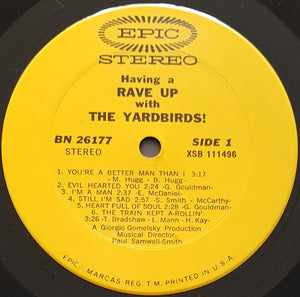 EPIC
STEREO
Having a
RAVE UP
with
THE YARDBIRDS!
BN 26177
SIDE 1
STEREO
XSB 111496
1. YOU'RE A BETTER MAN THAN I 3:17
- M. Hugg - B. Hugg -
2. EVIL HEARTED YOU 2:24 - G. Gouldman-
3. I'M A MAN 2:57 - E. McDaniel-
4. STILL I'M SAD 2:57 - S. Smith - McCarthy-
5. HEART FULL OF SOUL 2:28 -G. Gouldman-
6. THE TRAIN KEPT A-ROLLIN'
3:26 -T. Bradshaw - L. Mann - H. Kay-
A Giorgio Gomelsky Production
Musical Director,
Paul Samwell-Smith
EPIC. MARCAS REG. T.M. PRINTED IN U.S.A.